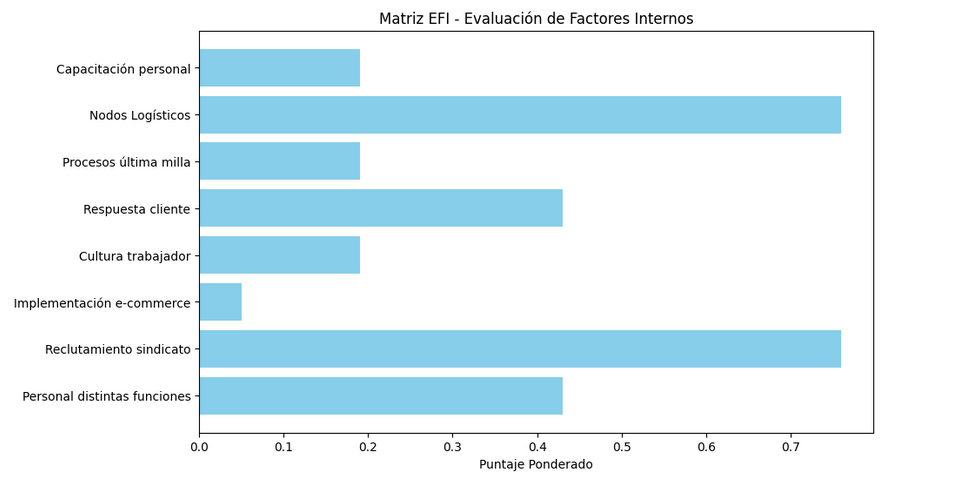 Matriz EFI - Evaluación de Factores Internos
Capacitación personal
Nodos Logísticos
Procesos última milla
Respuesta cliente
Cultura trabajador
Implementación e-commerce
Reclutamiento sindicato
Personal distintas funciones
0.0 0.1 0.2 0.3 0.4 0.5 0.6 0.7
Puntaje Ponderado